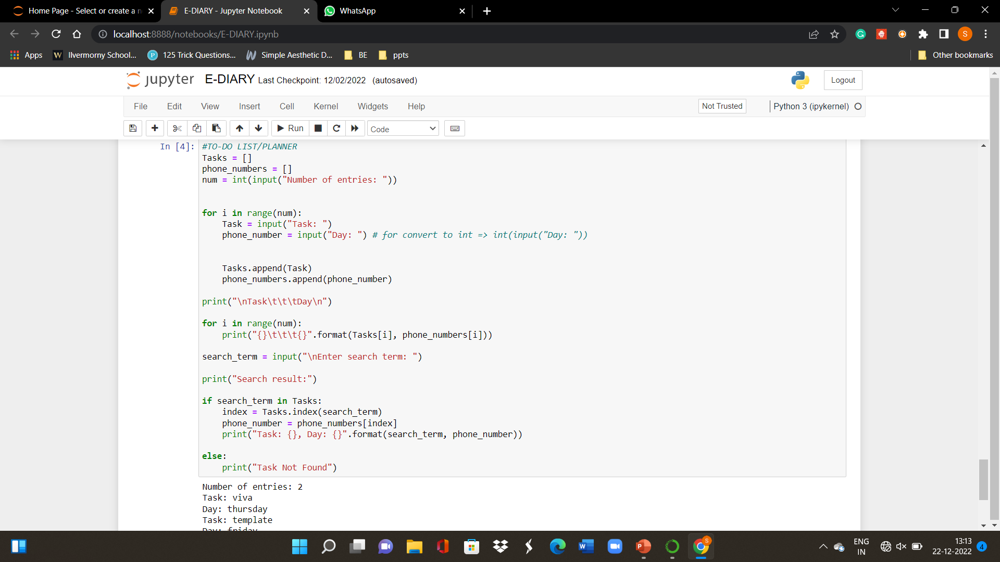 Home Page - Select or create a n
E-DIARY - Jupyter Notebook
WhatsApp
localhost:8888/notebooks/E-DIARY.ipynb
Apps
Ilvermorny School...
125 Trick Questions...
Simple Aesthetic D...
BE
ppts
Other bookmarks
jupyter E-DIARY Last Checkpoint: 12/02/2022 (autosaved)
Logout
File Edit View Insert Cell Kernel Widgets Help
Not Trusted
Python 3 (ipykernel)
Run
Code
In [4]: #TO-DO LIST/PLANNER
Tasks = []
phone_numbers = []
num = int(input("Number of entries: "))
for i in range(num):
    Task = input("Task: ")
    phone_number = input("Day: ") # for convert to int => int(input("Day: "))
    Tasks.append(Task)
    phone_numbers.append(phone_number)
print("\nTask\t\t\tDay\n")
for i in range(num):
    print("{}\t\t\t{}".format(Tasks[i], phone_numbers[i]))
search_term = input("\nEnter search term: ")
print("Search result:")
if search_term in Tasks:
    index = Tasks.index(search_term)
    phone_number = phone_numbers[index]
    print("Task: {}, Day: {}".format(search_term, phone_number))
else:
    print("Task Not Found")
Number of entries: 2
Task: viva
Day: thursday
Task: template
Day: friday
ENG
IN
13:13
22-12-2022
4